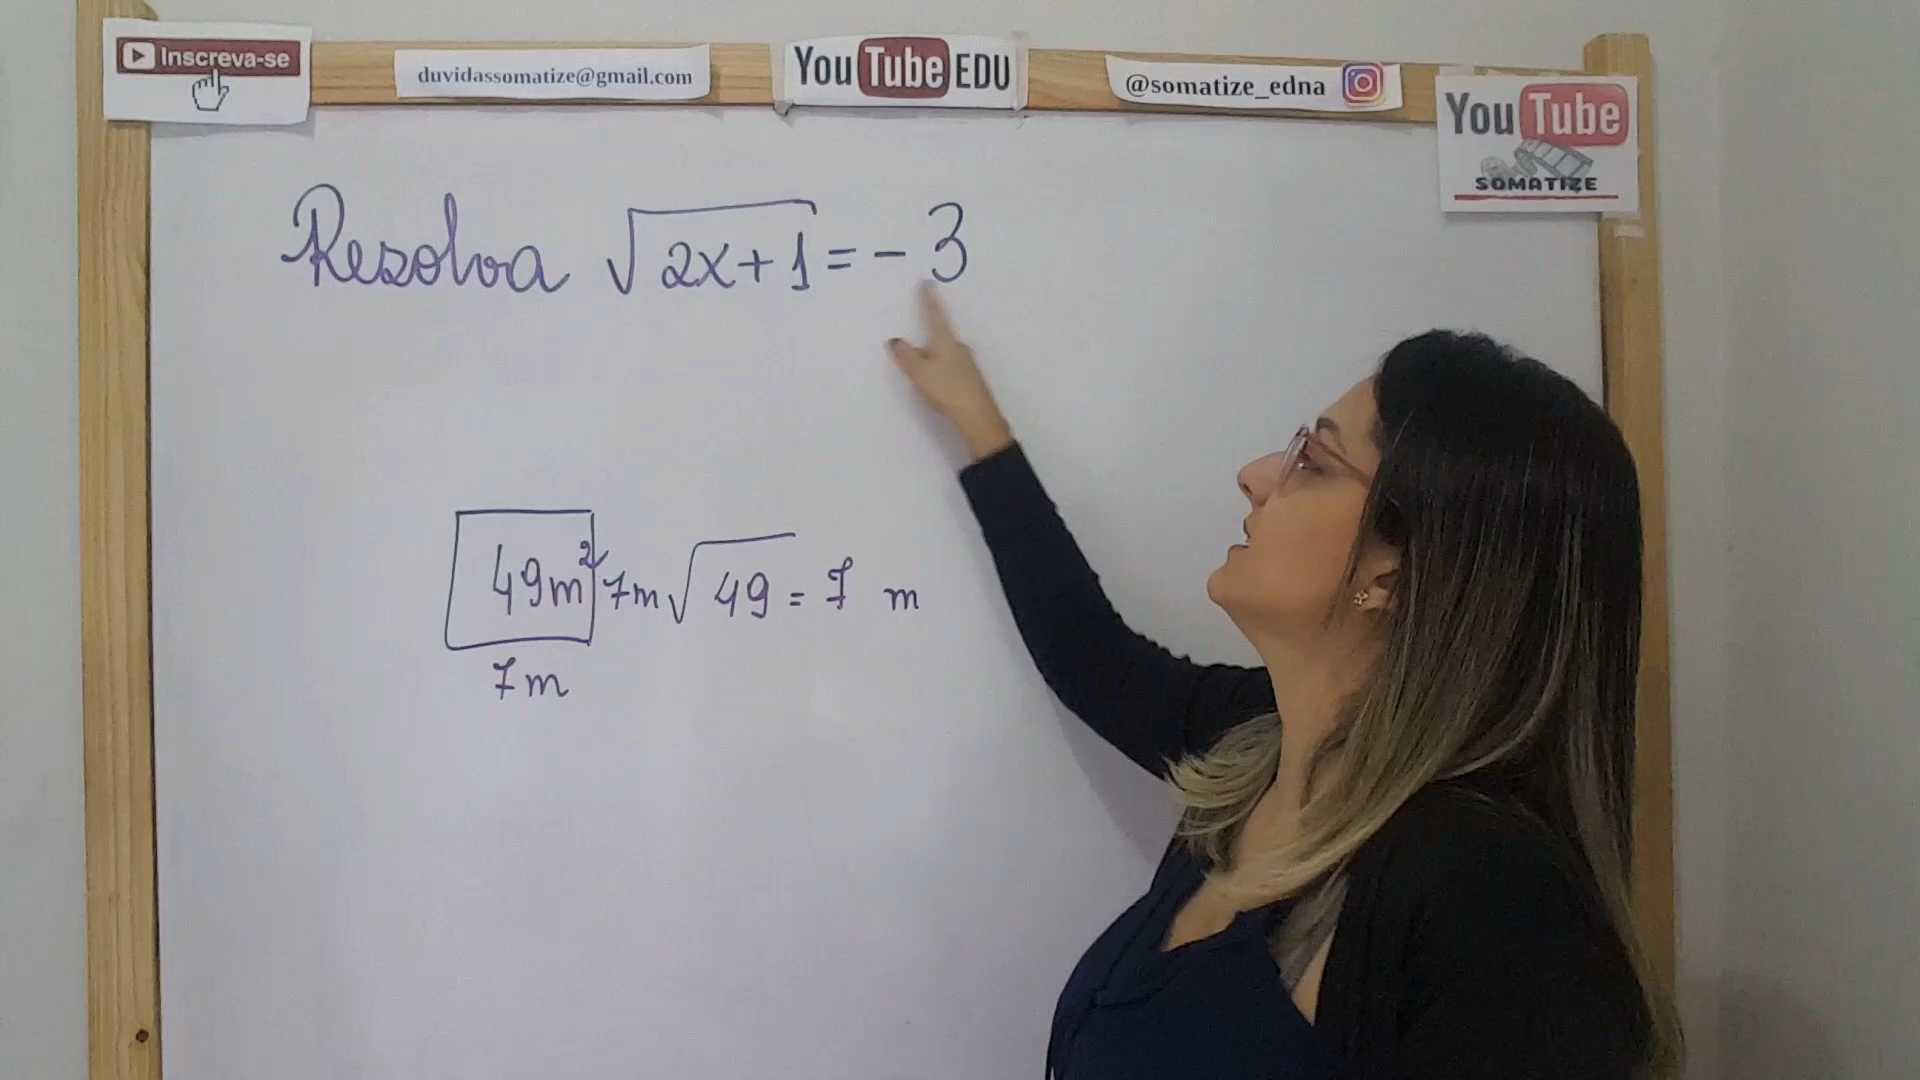 Inscreva-se
duvidassomatize@gmail.com
YouTube EDU
@somatize_edna
YouTube
SOMATIZE
Resolva √2x+1 = -3
49m² 7m √49 = 7 m
7m